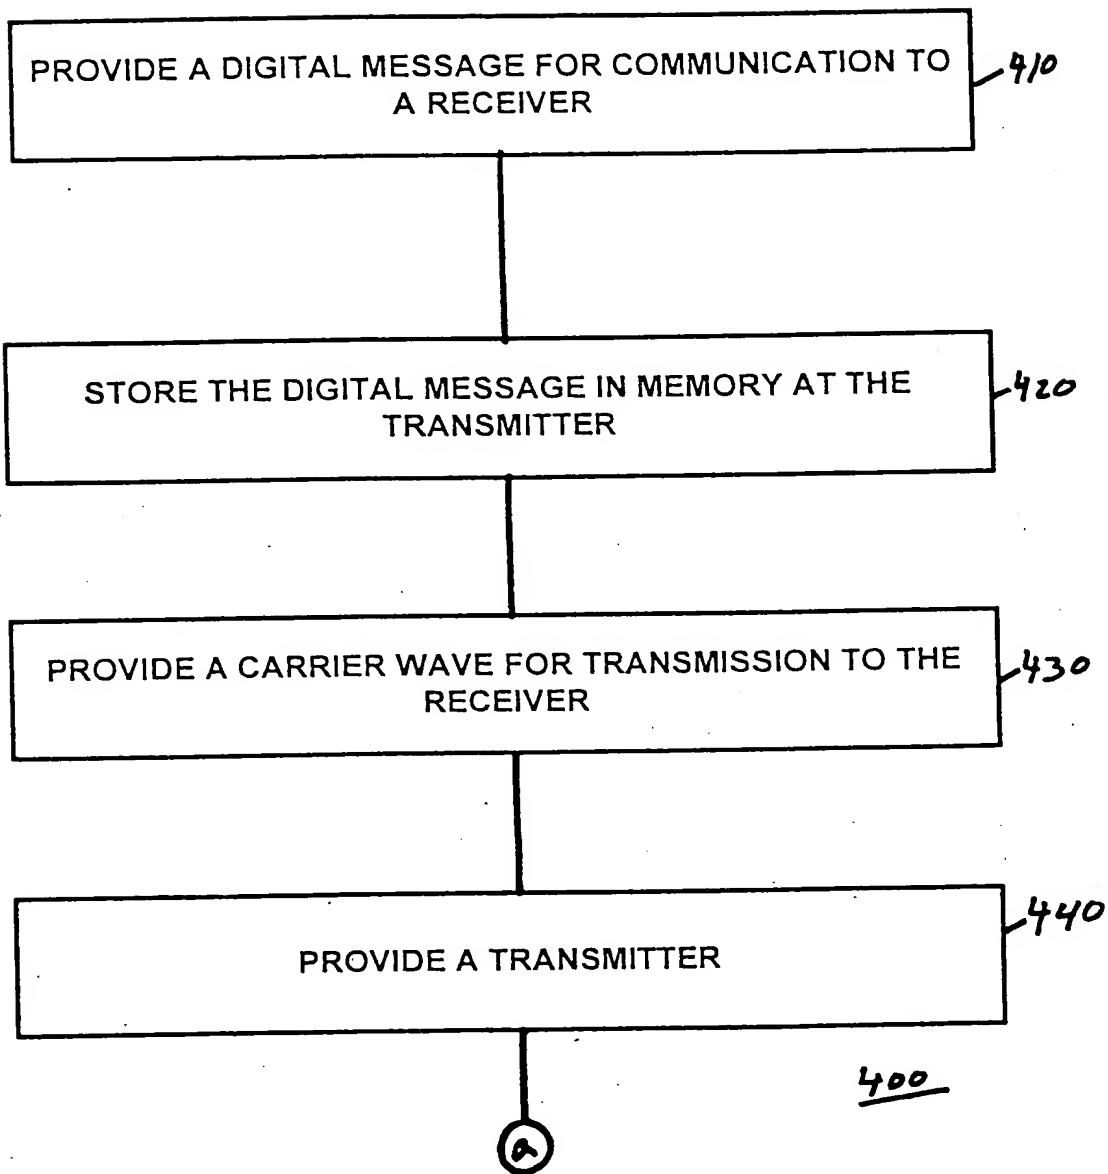 PROVIDE A DIGITAL MESSAGE FOR COMMUNICATION TO
A RECEIVER
410
STORE THE DIGITAL MESSAGE IN MEMORY AT THE
TRANSMITTER
420
PROVIDE A CARRIER WAVE FOR TRANSMISSION TO THE
RECEIVER
430
PROVIDE A TRANSMITTER
440
400
a